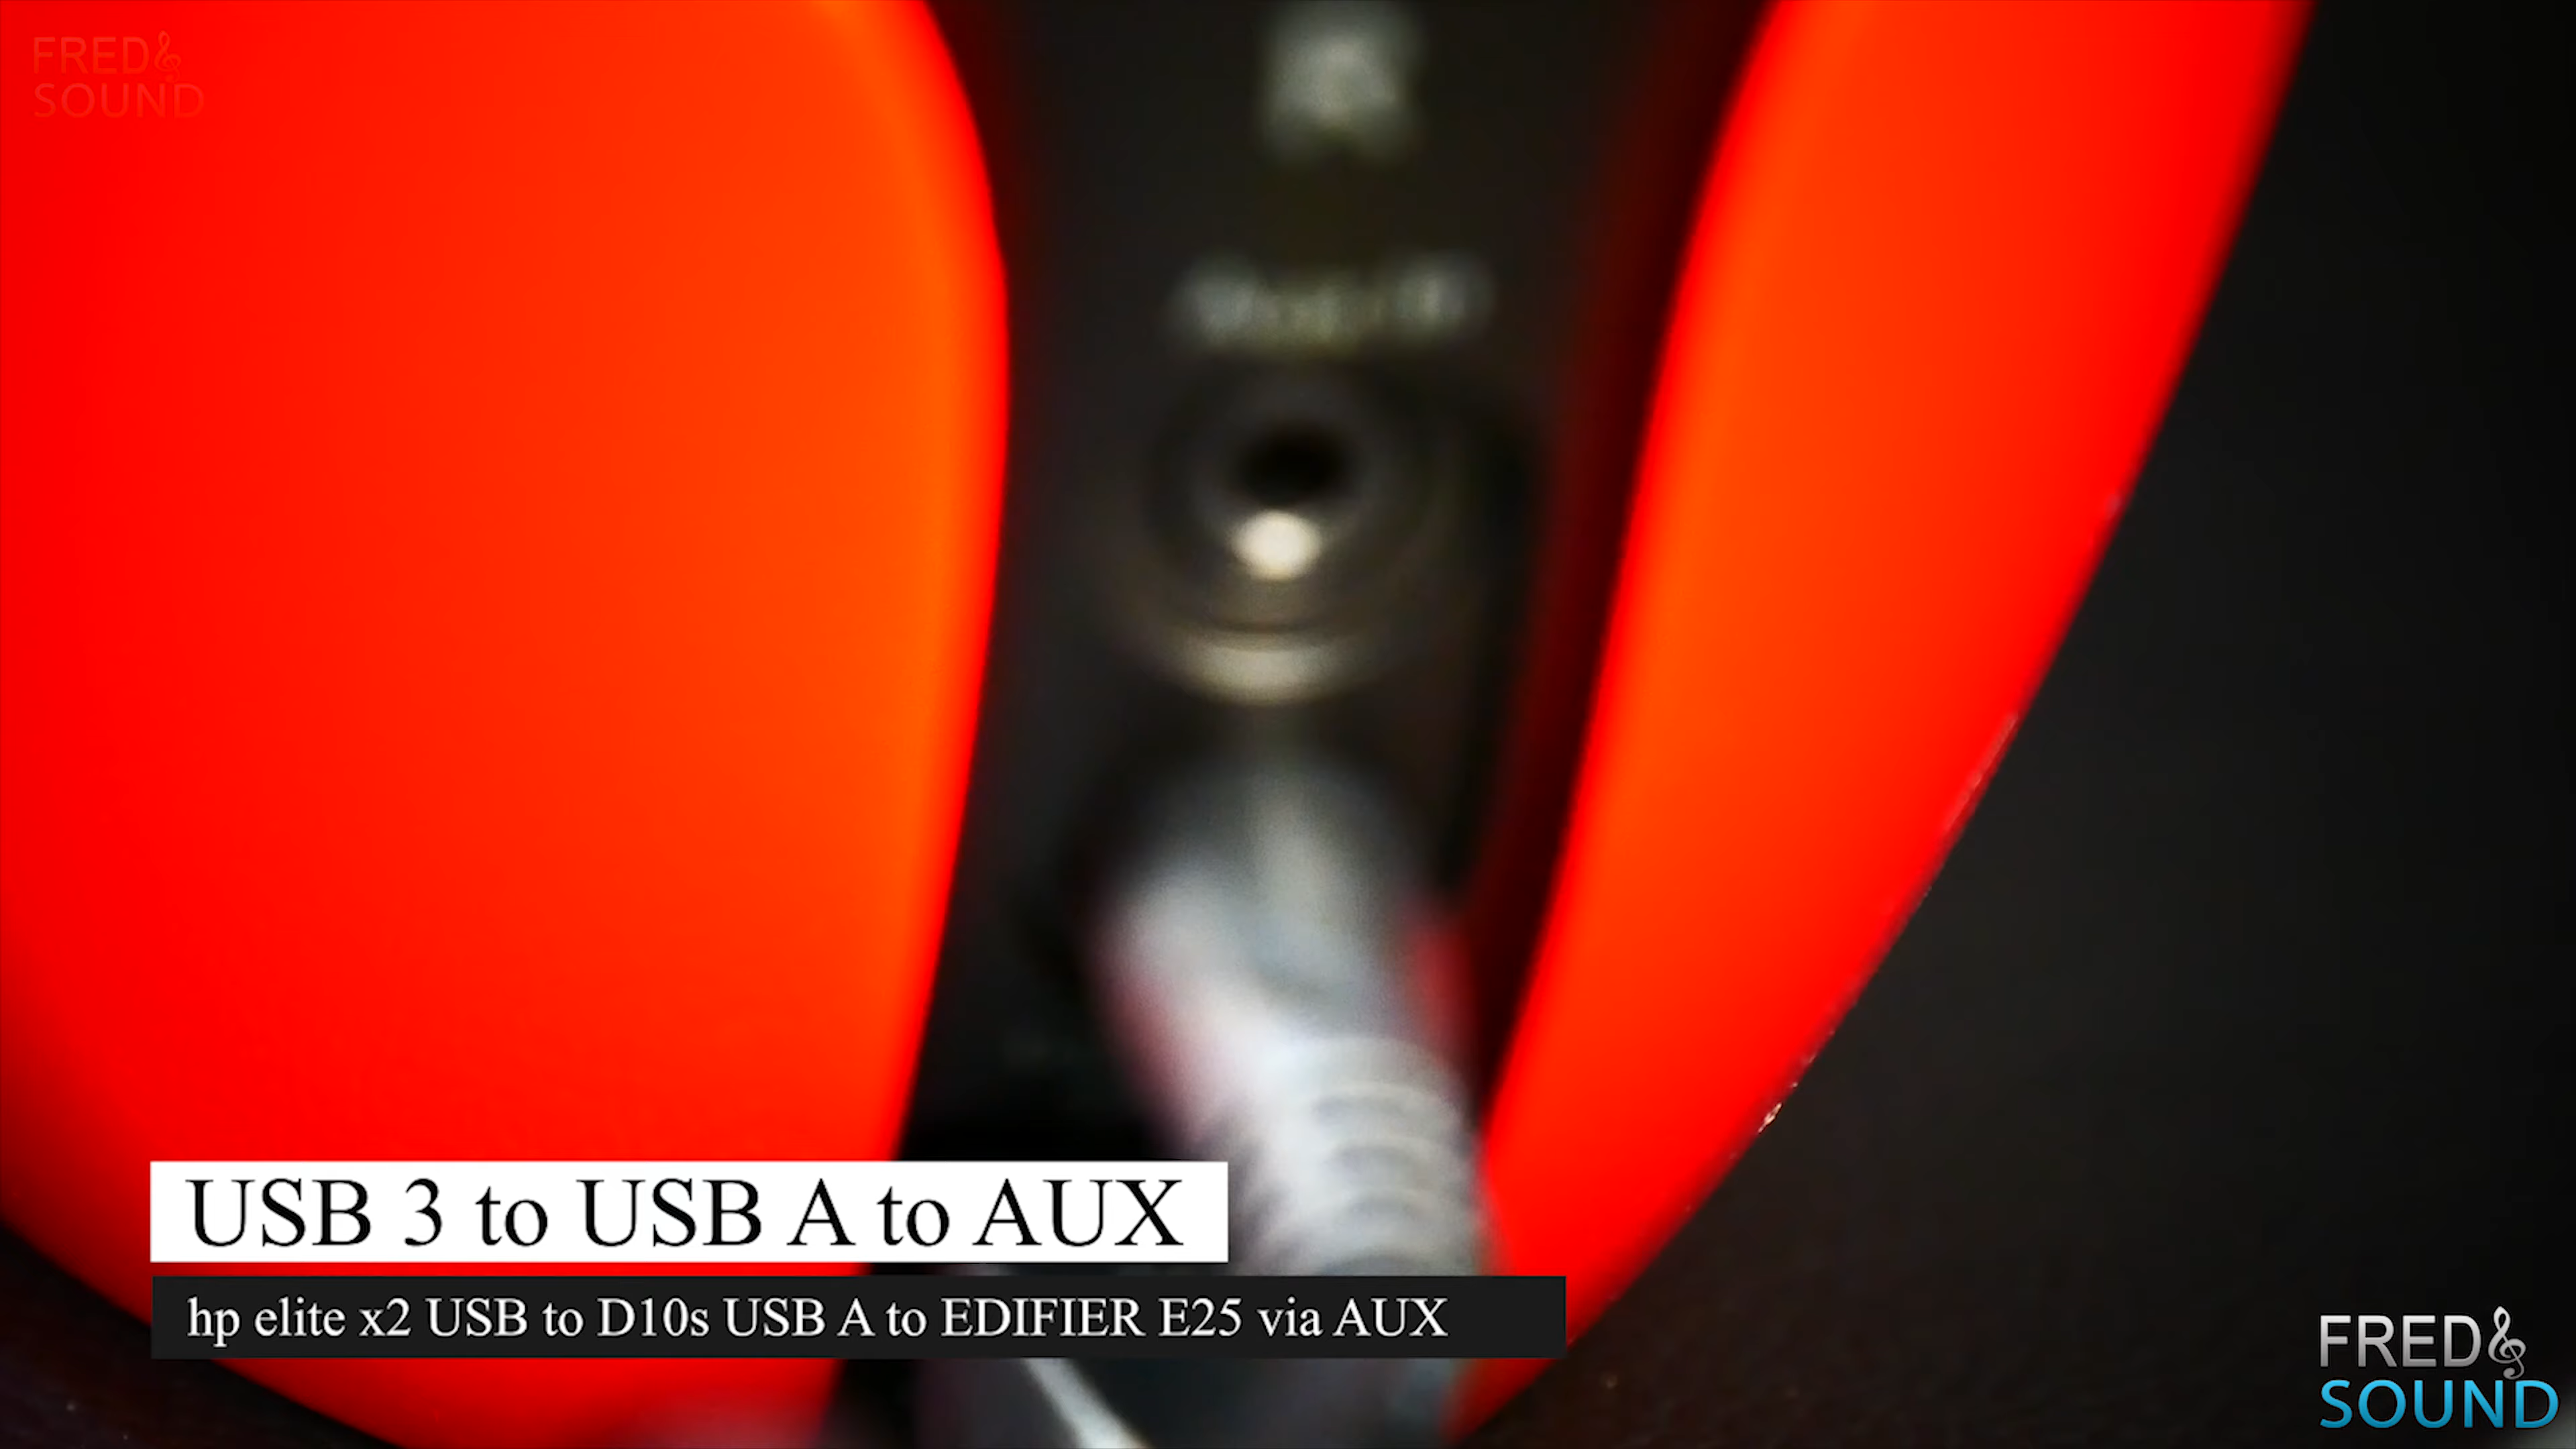 FRED
SOUND
USB 3 to USB A to AUX
hp elite x2 USB to D10s USB A to EDIFIER E25 via AUX
FRED
SOUND